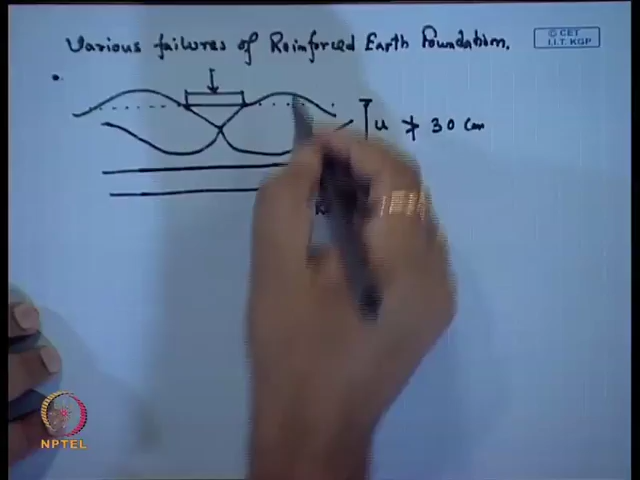 Various failures of Reinforced Earth Foundation.
© CET
I.I.T. KGP
u ≯ 30 cm
NPTEL